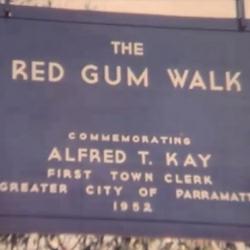 THE
RED GUM WALK
COMMEMORATING
ALFRED T. KAY
FIRST TOWN CLERK
GREATER CITY OF PARRAMATT
1952